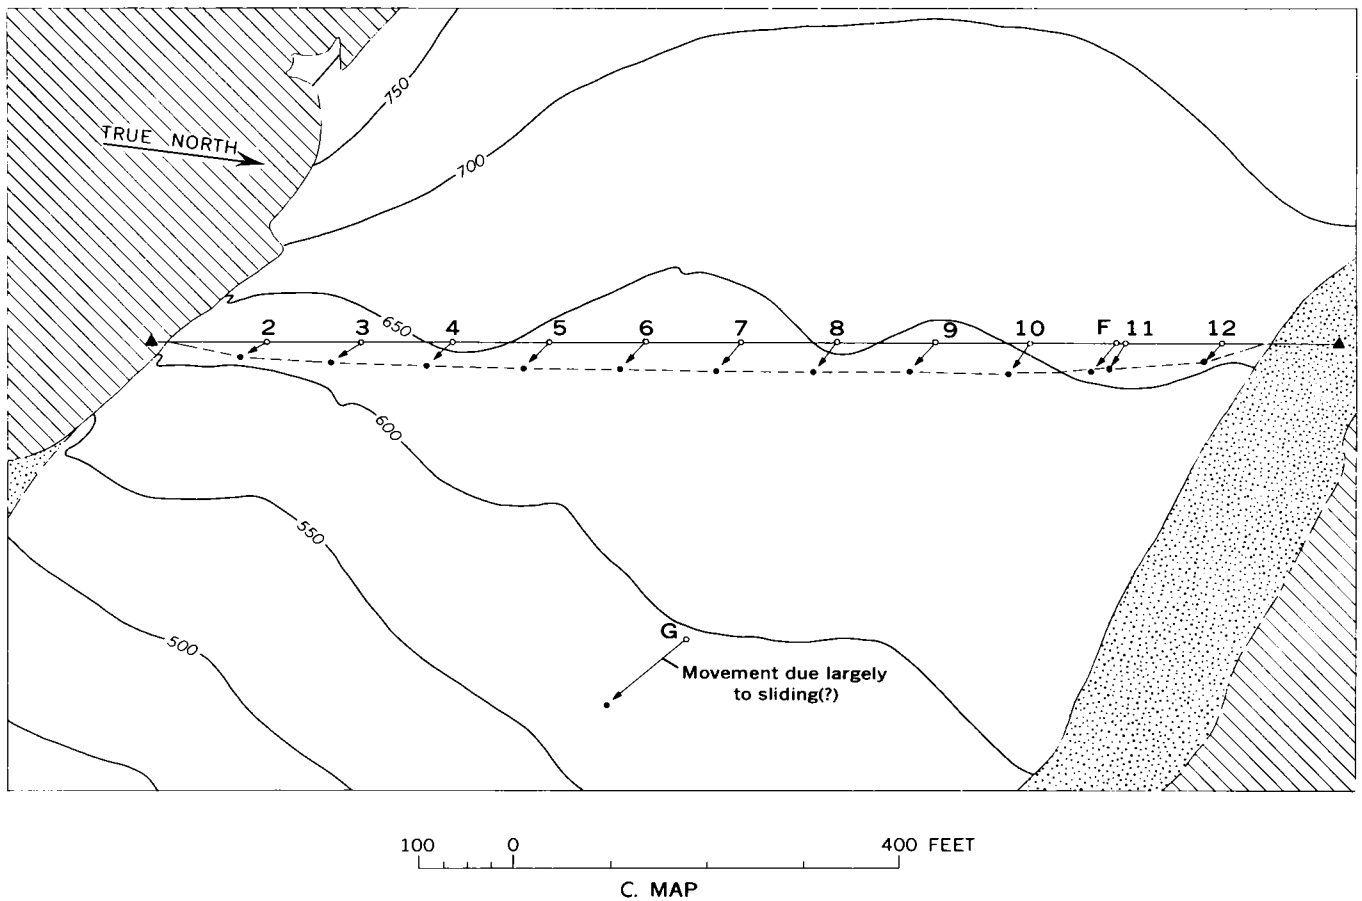 750
TRUE NORTH
700
650
2 3 4 5 6 7 8 9 10 F 11 12
600
550
500
G
Movement due largely
to sliding(?)
100 0 400 FEET
C. MAP